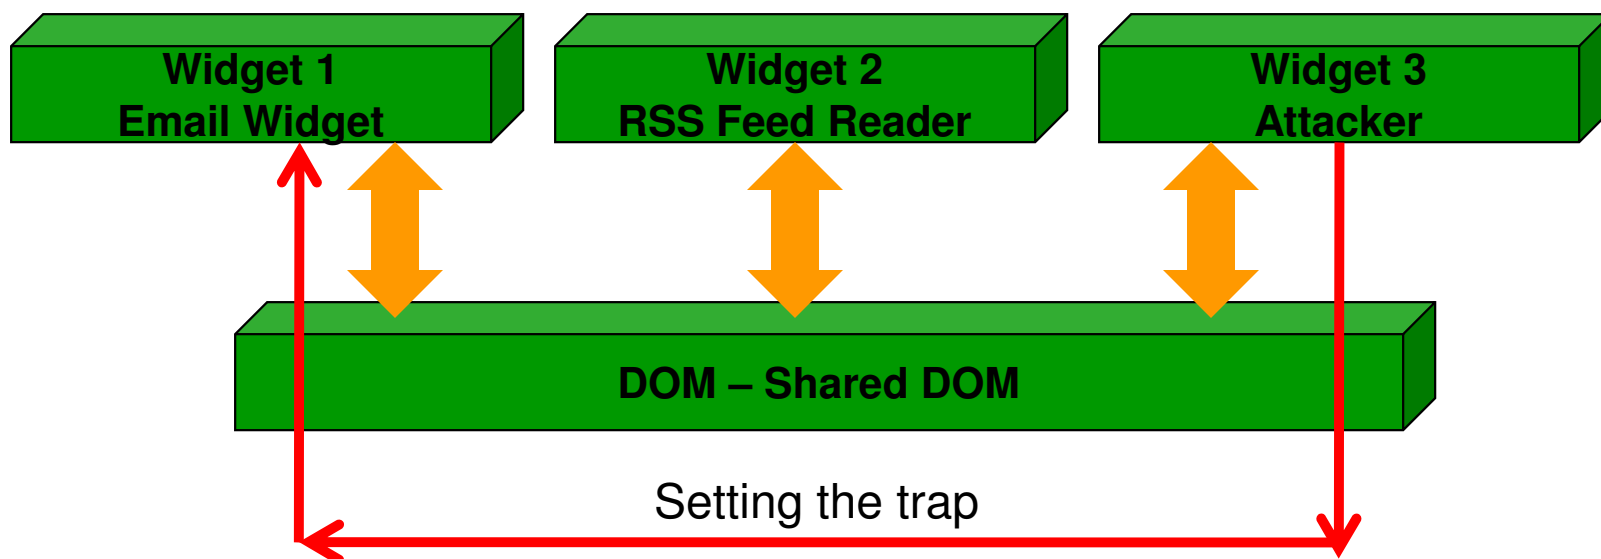 Widget 1
Email Widget
Widget 2
RSS Feed Reader
Widget 3
Attacker
DOM – Shared DOM
Setting the trap